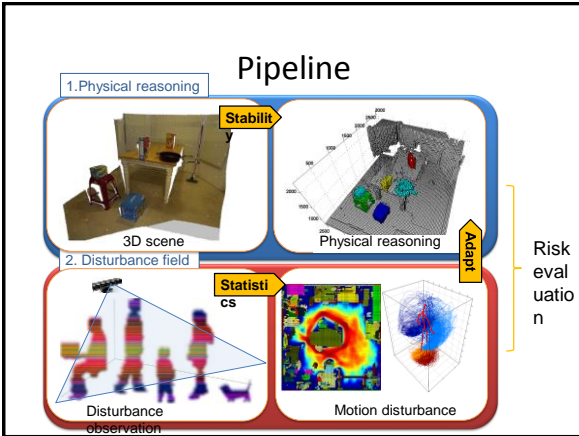 Pipeline
1.Physical reasoning
Stabilit
y
3D scene
Physical reasoning
2. Disturbance field
Statisti
cs
Adapt
Disturbance
observation
Motion disturbance
Risk
eval
uatio
n